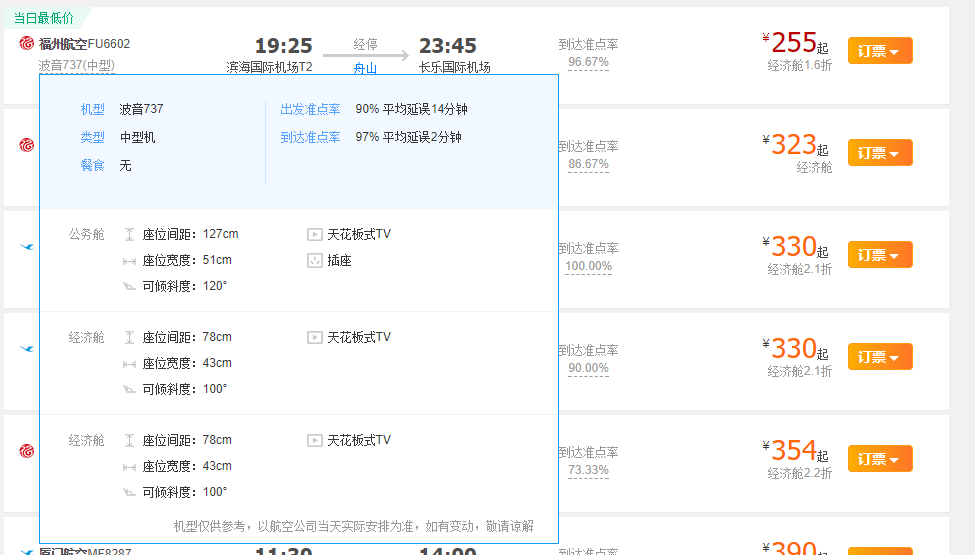 当日最低价
福州航空FU6602 19:25 经停 23:45 到达准点率 ¥255起 订票
波音737(中型) 滨海国际机场T2 舟山 长乐国际机场 96.67% 经济舱1.6折
机型 波音737 出发准点率 90% 平均延误14分钟
类型 中型机 到达准点率 97% 平均延误2分钟
餐食 无
到达准点率 ¥323起 订票
86.67% 经济舱
公务舱 座位间距：127cm 天花板式TV
座位宽度：51cm 插座
可倾斜度：120°
到达准点率 ¥330起 订票
100.00% 经济舱2.1折
经济舱 座位间距：78cm 天花板式TV
座位宽度：43cm
可倾斜度：100°
到达准点率 ¥330起 订票
90.00% 经济舱2.1折
经济舱 座位间距：78cm 天花板式TV
座位宽度：43cm
可倾斜度：100°
到达准点率 ¥354起 订票
73.33% 经济舱2.2折
机型仅供参考，以航空公司当天实际安排为准，如有变动，敬请谅解
厦门航空MF8287 11:30 14:00 到达准点率 ¥390起